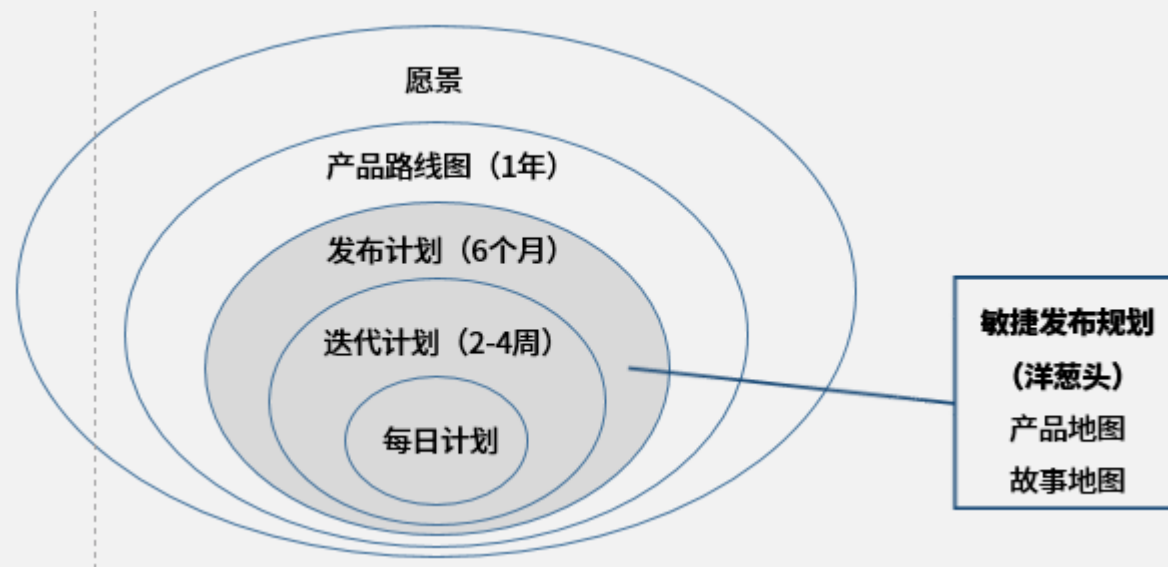 愿景
产品路线图（1年）
发布计划（6个月）
迭代计划（2-4周）
每日计划
敏捷发布规划
（洋葱头）
产品地图
故事地图